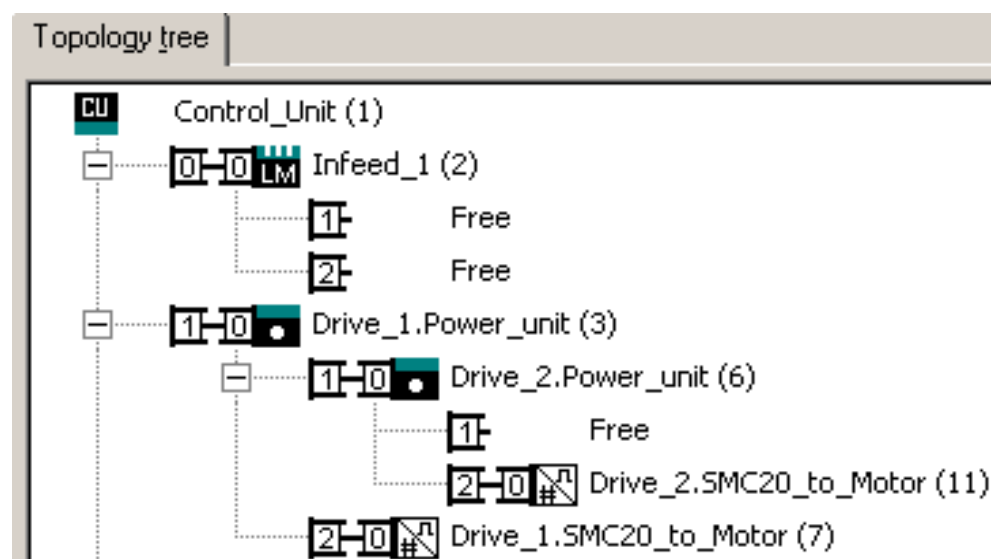 Topology tree
CU Control_Unit (1)
0 0 LM Infeed_1 (2)
1 Free
2 Free
1 0 Drive_1.Power_unit (3)
1 0 Drive_2.Power_unit (6)
1 Free
2 0 # Drive_2.SMC20_to_Motor (11)
2 0 # Drive_1.SMC20_to_Motor (7)